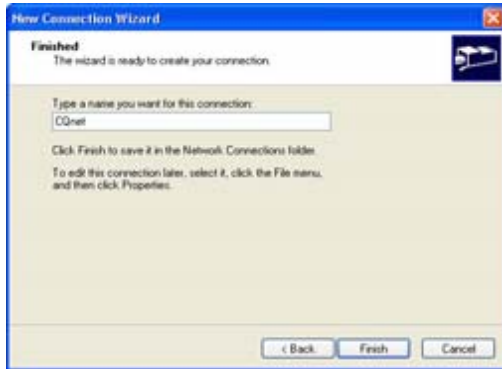 New Connection Wizard
Finished
The wizard is ready to create your connection.
Type a name you want for this connection:
CQnet
Click Finish to save it in the Network Connections folder.
To edit this connection later, select it, click the File menu,
and then click Properties.
< Back
Finish
Cancel